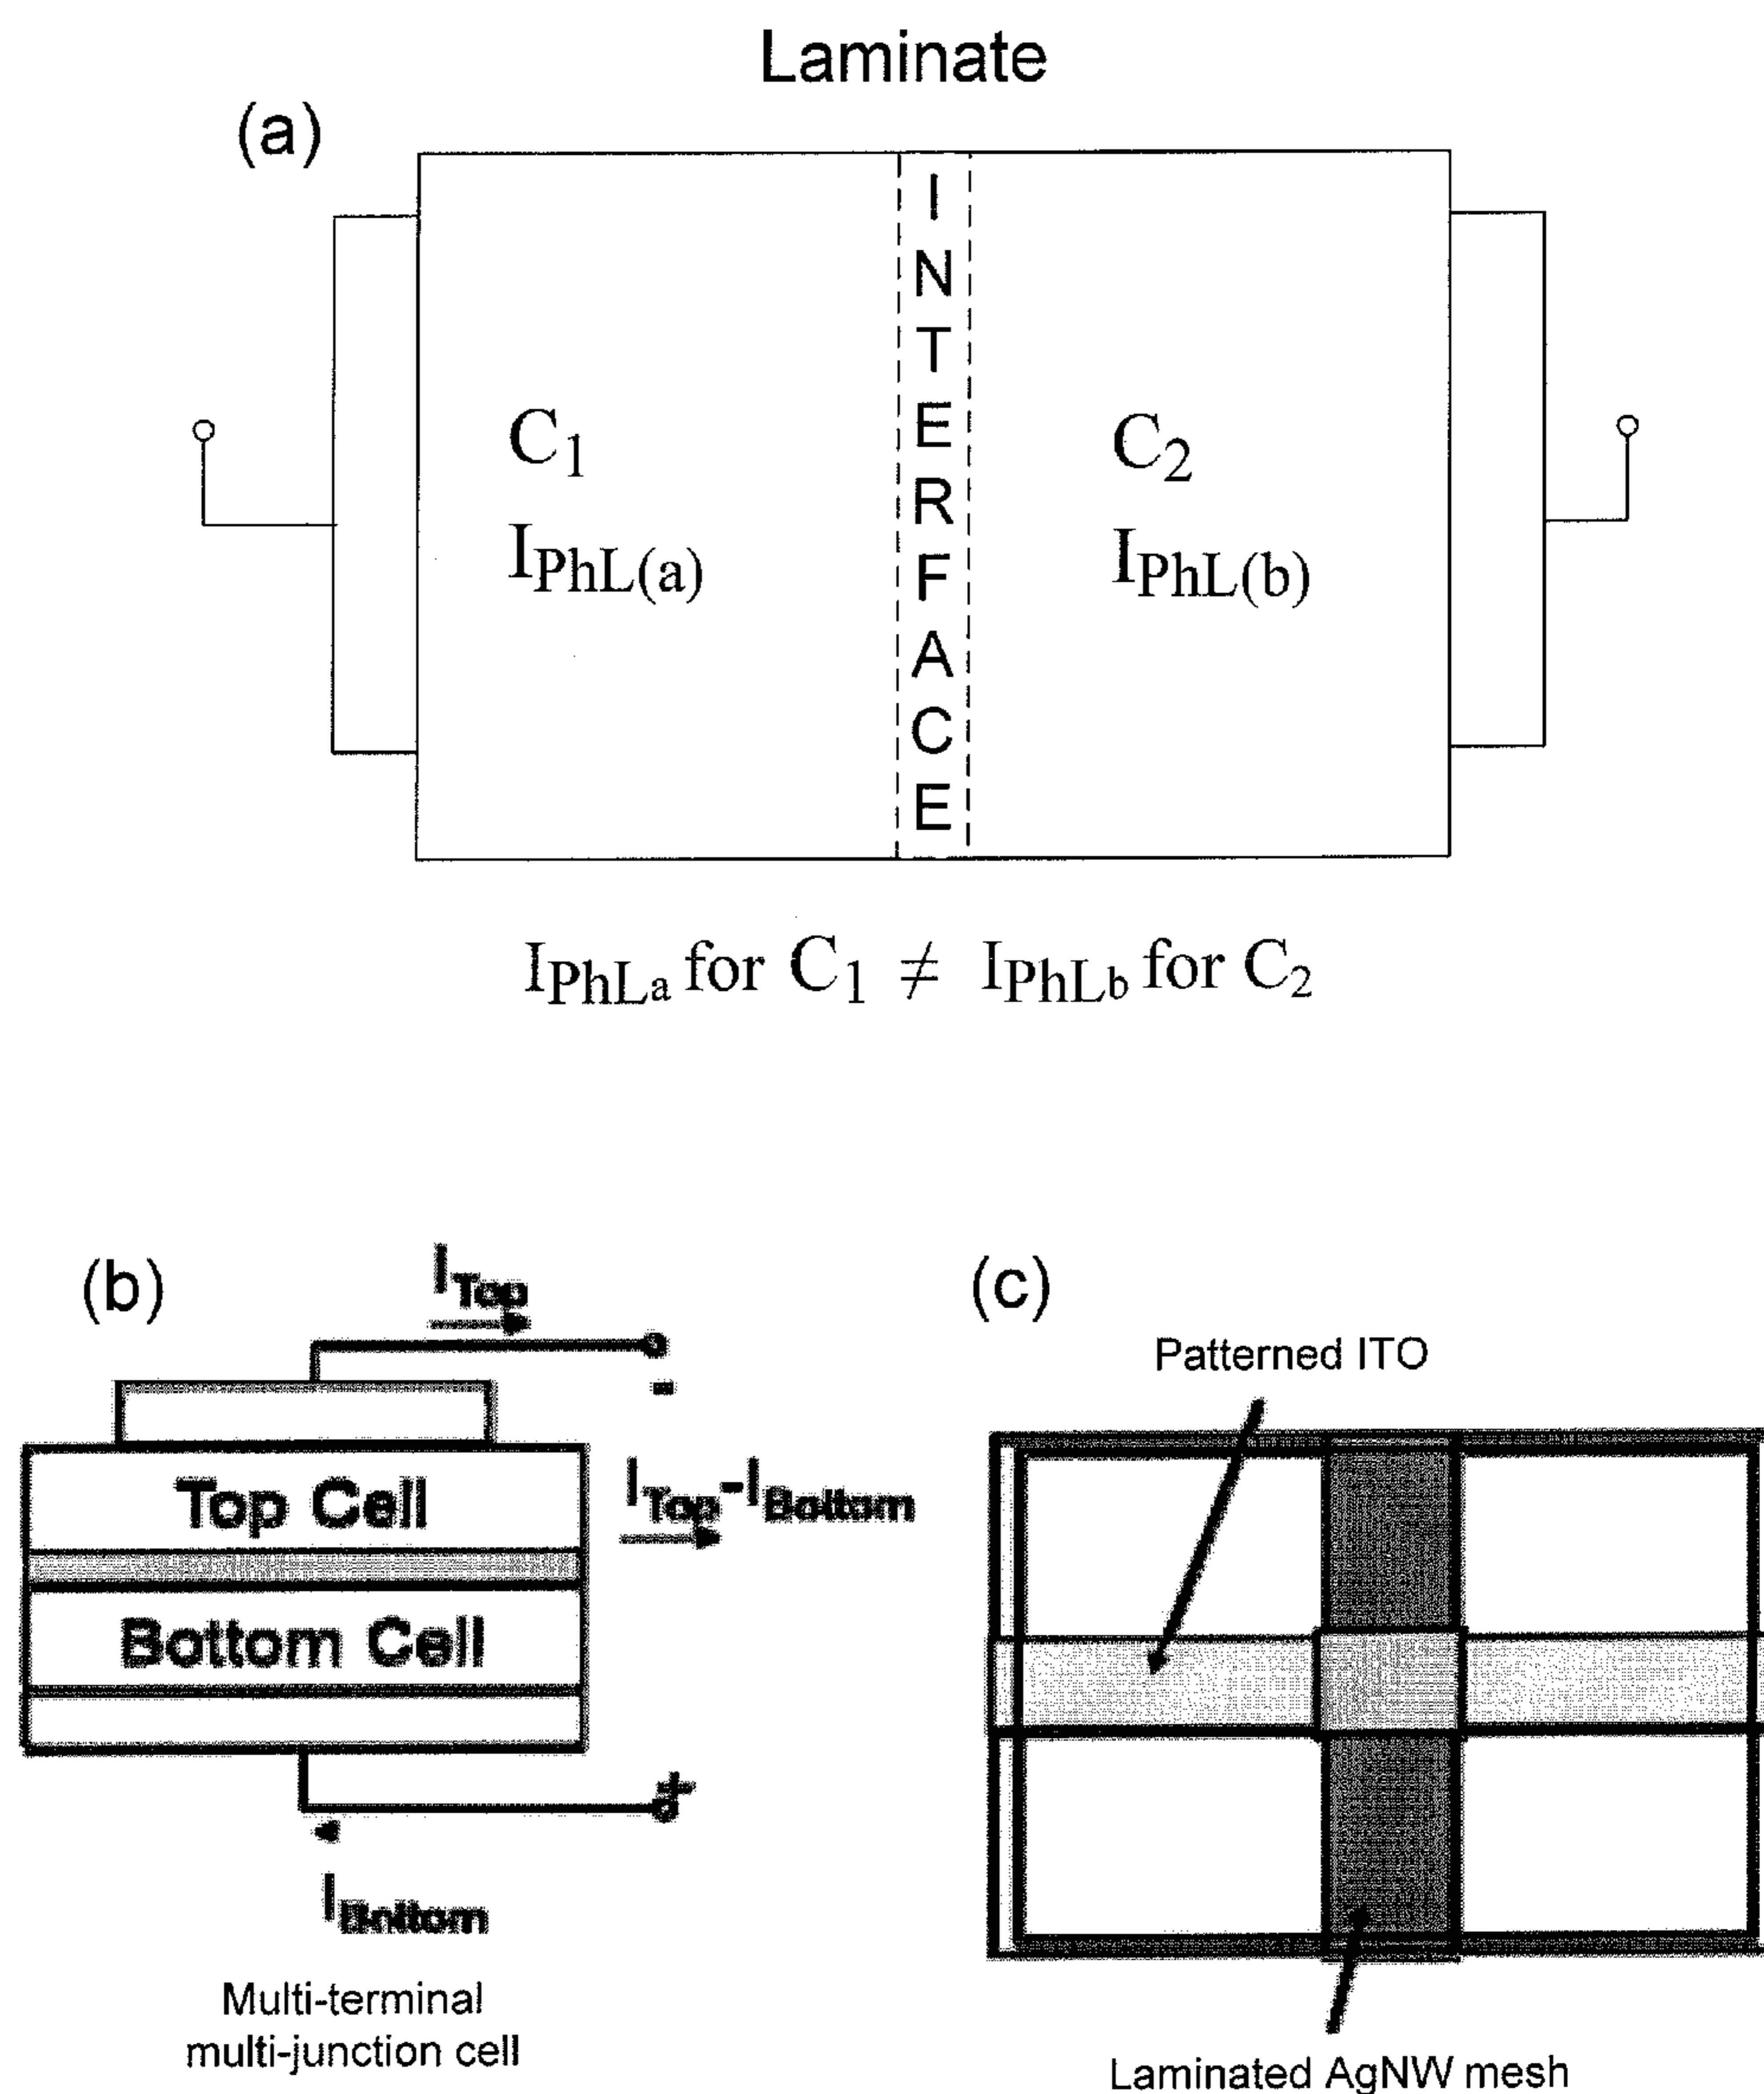 Laminate
(a)
INTERFACE
C1
IPhL(a)
C2
IPhL(b)
IPhLa for C1 ≠ IPhLb for C2
(b)
ITop
-
Top Cell
ITop-IBottom
Bottom Cell
+
IBottom
Multi-terminal
multi-junction cell
(c)
Patterned ITO
Laminated AgNW mesh